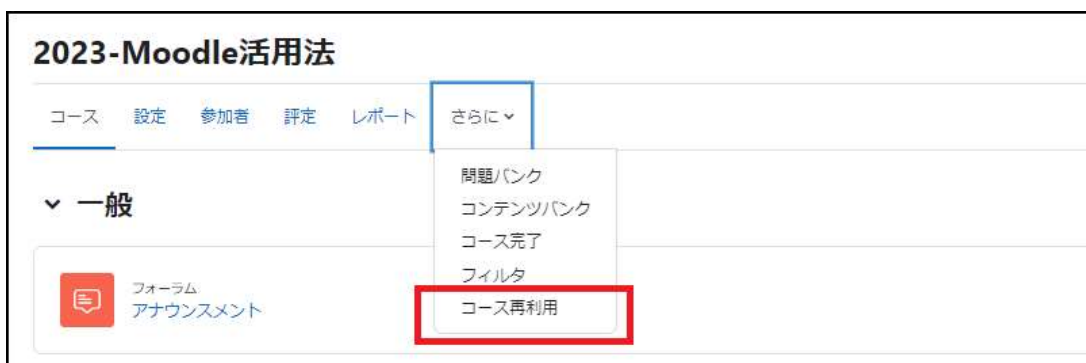 2023-Moodle活用法
コース 設定 参加者 評定 レポート さらに
問題バンク
コンテンツバンク
コース完了
フィルタ
コース再利用
一般
フォーラム
アナウンスメント